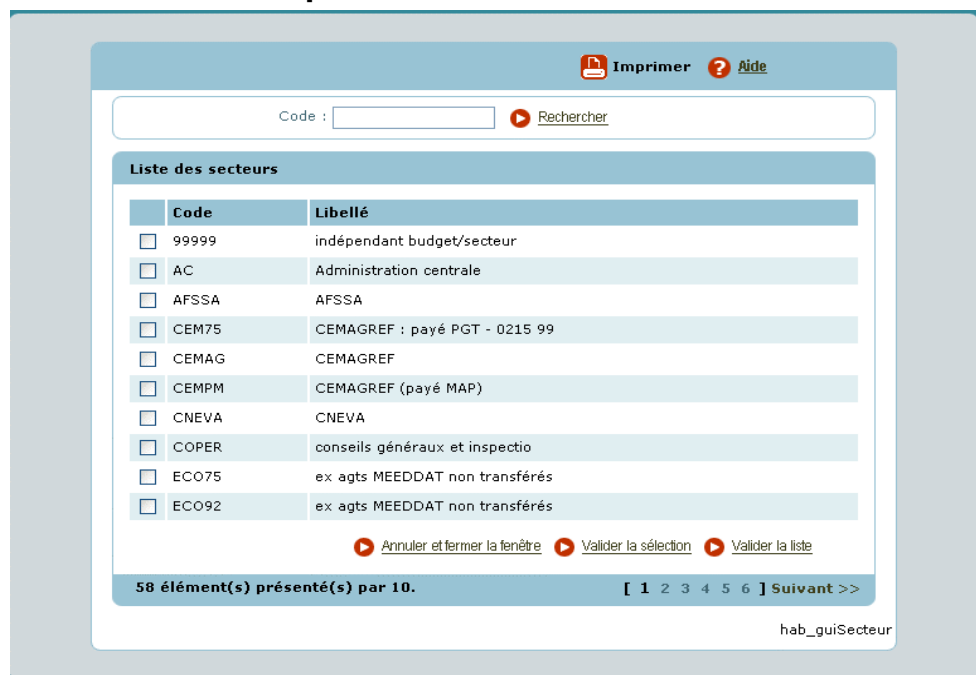 Imprimer Aide
Code : Rechercher
Liste des secteurs
Code Libellé
99999 indépendant budget/secteur
AC Administration centrale
AFSSA AFSSA
CEM75 CEMAGREF : payé PGT - 0215 99
CEMAG CEMAGREF
CEMPM CEMAGREF (payé MAP)
CNEVA CNEVA
COPER conseils généraux et inspectio
ECO75 ex agts MEEDDAT non transférés
ECO92 ex agts MEEDDAT non transférés
Annuler et fermer la fenêtre Valider la sélection Valider la liste
58 élément(s) présenté(s) par 10. [ 1 2 3 4 5 6 ] Suivant >>
hab_guiSecteur